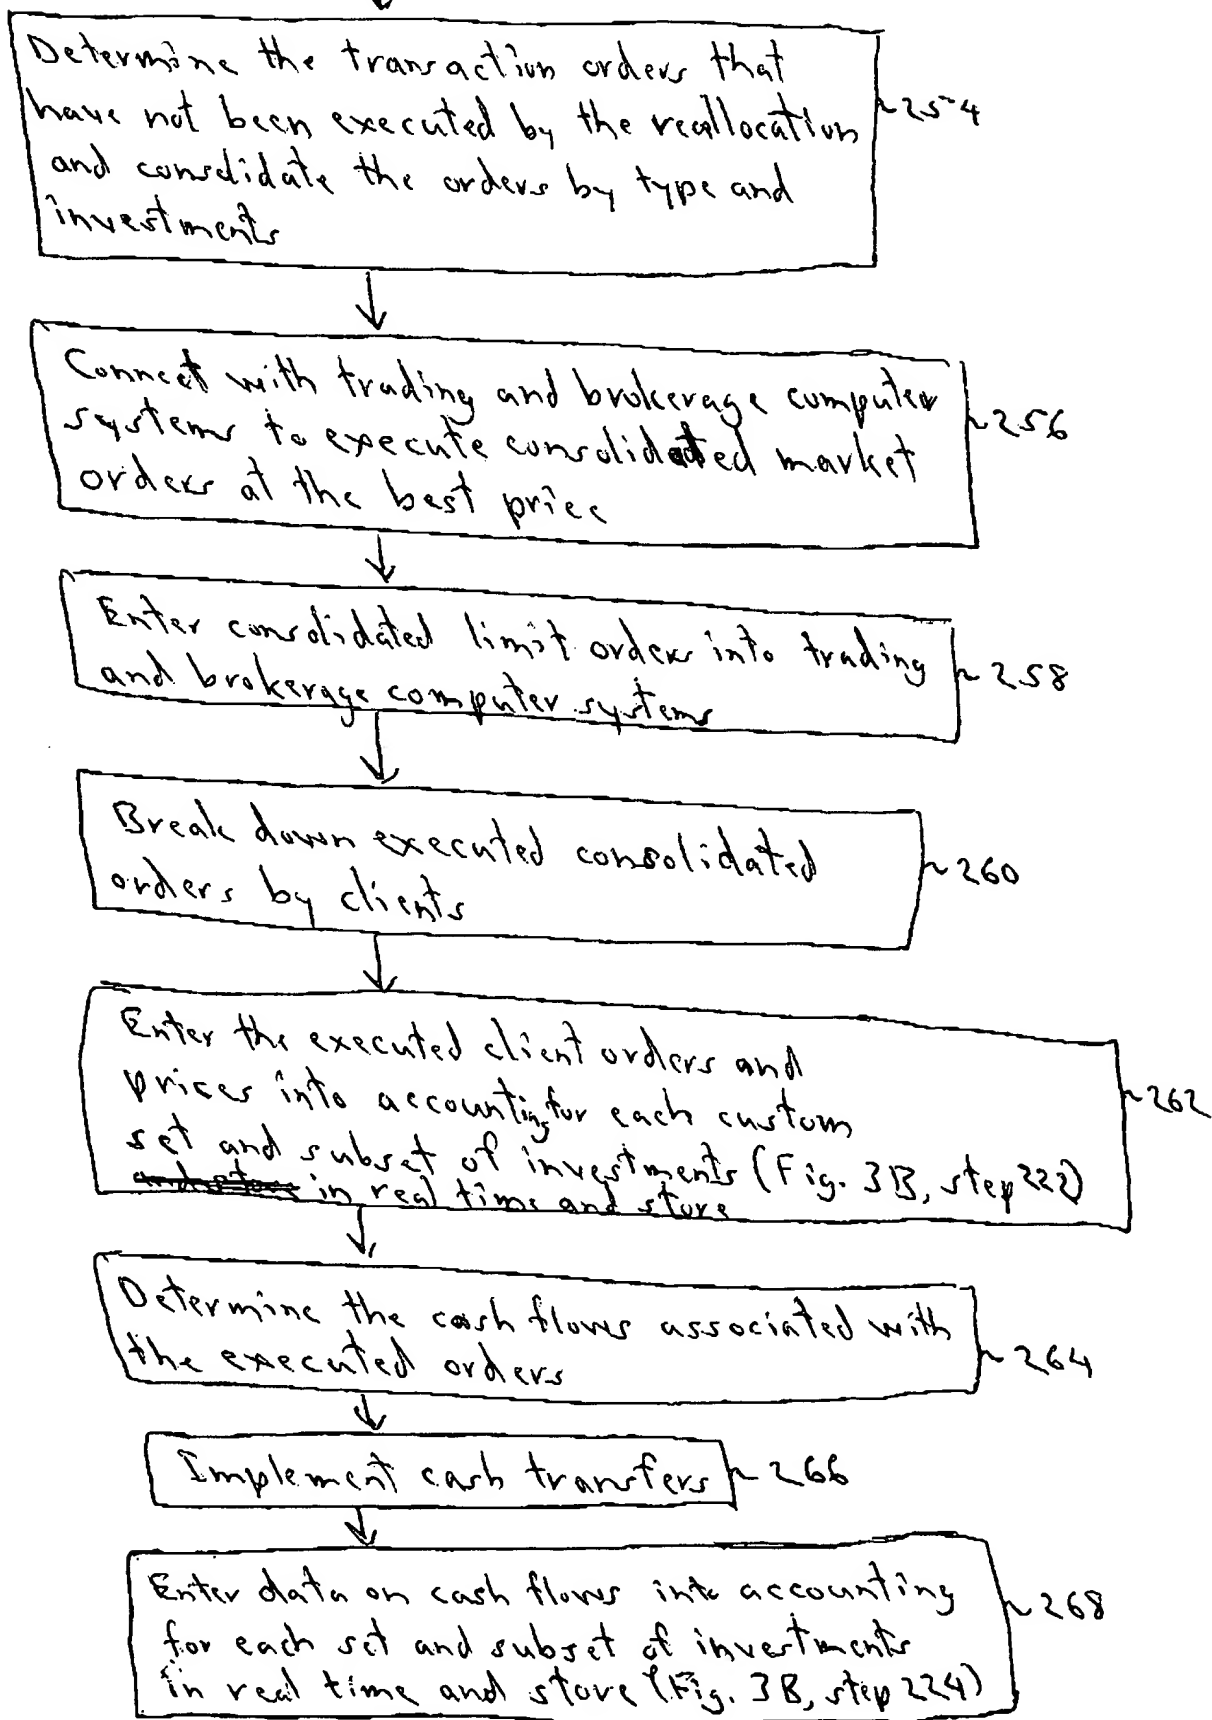 Determine the transaction orders that
have not been executed by the reallocation
and consolidate the orders by type and
investments
~254
Connect with trading and brokerage computer
systems to execute consolidated market
orders at the best price
~256
Enter consolidated limit orders into trading
and brokerage computer systems
~258
Break down executed consolidated
orders by clients
~260
Enter the executed client orders and
prices into accounting for each custom
set and subset of investments (Fig. 3B, step 222)
in real time and store
~262
Determine the cash flows associated with
the executed orders
~264
Implement cash transfers
~266
Enter data on cash flows into accounting
for each set and subset of investments
in real time and store (Fig. 3B, step 224)
~268